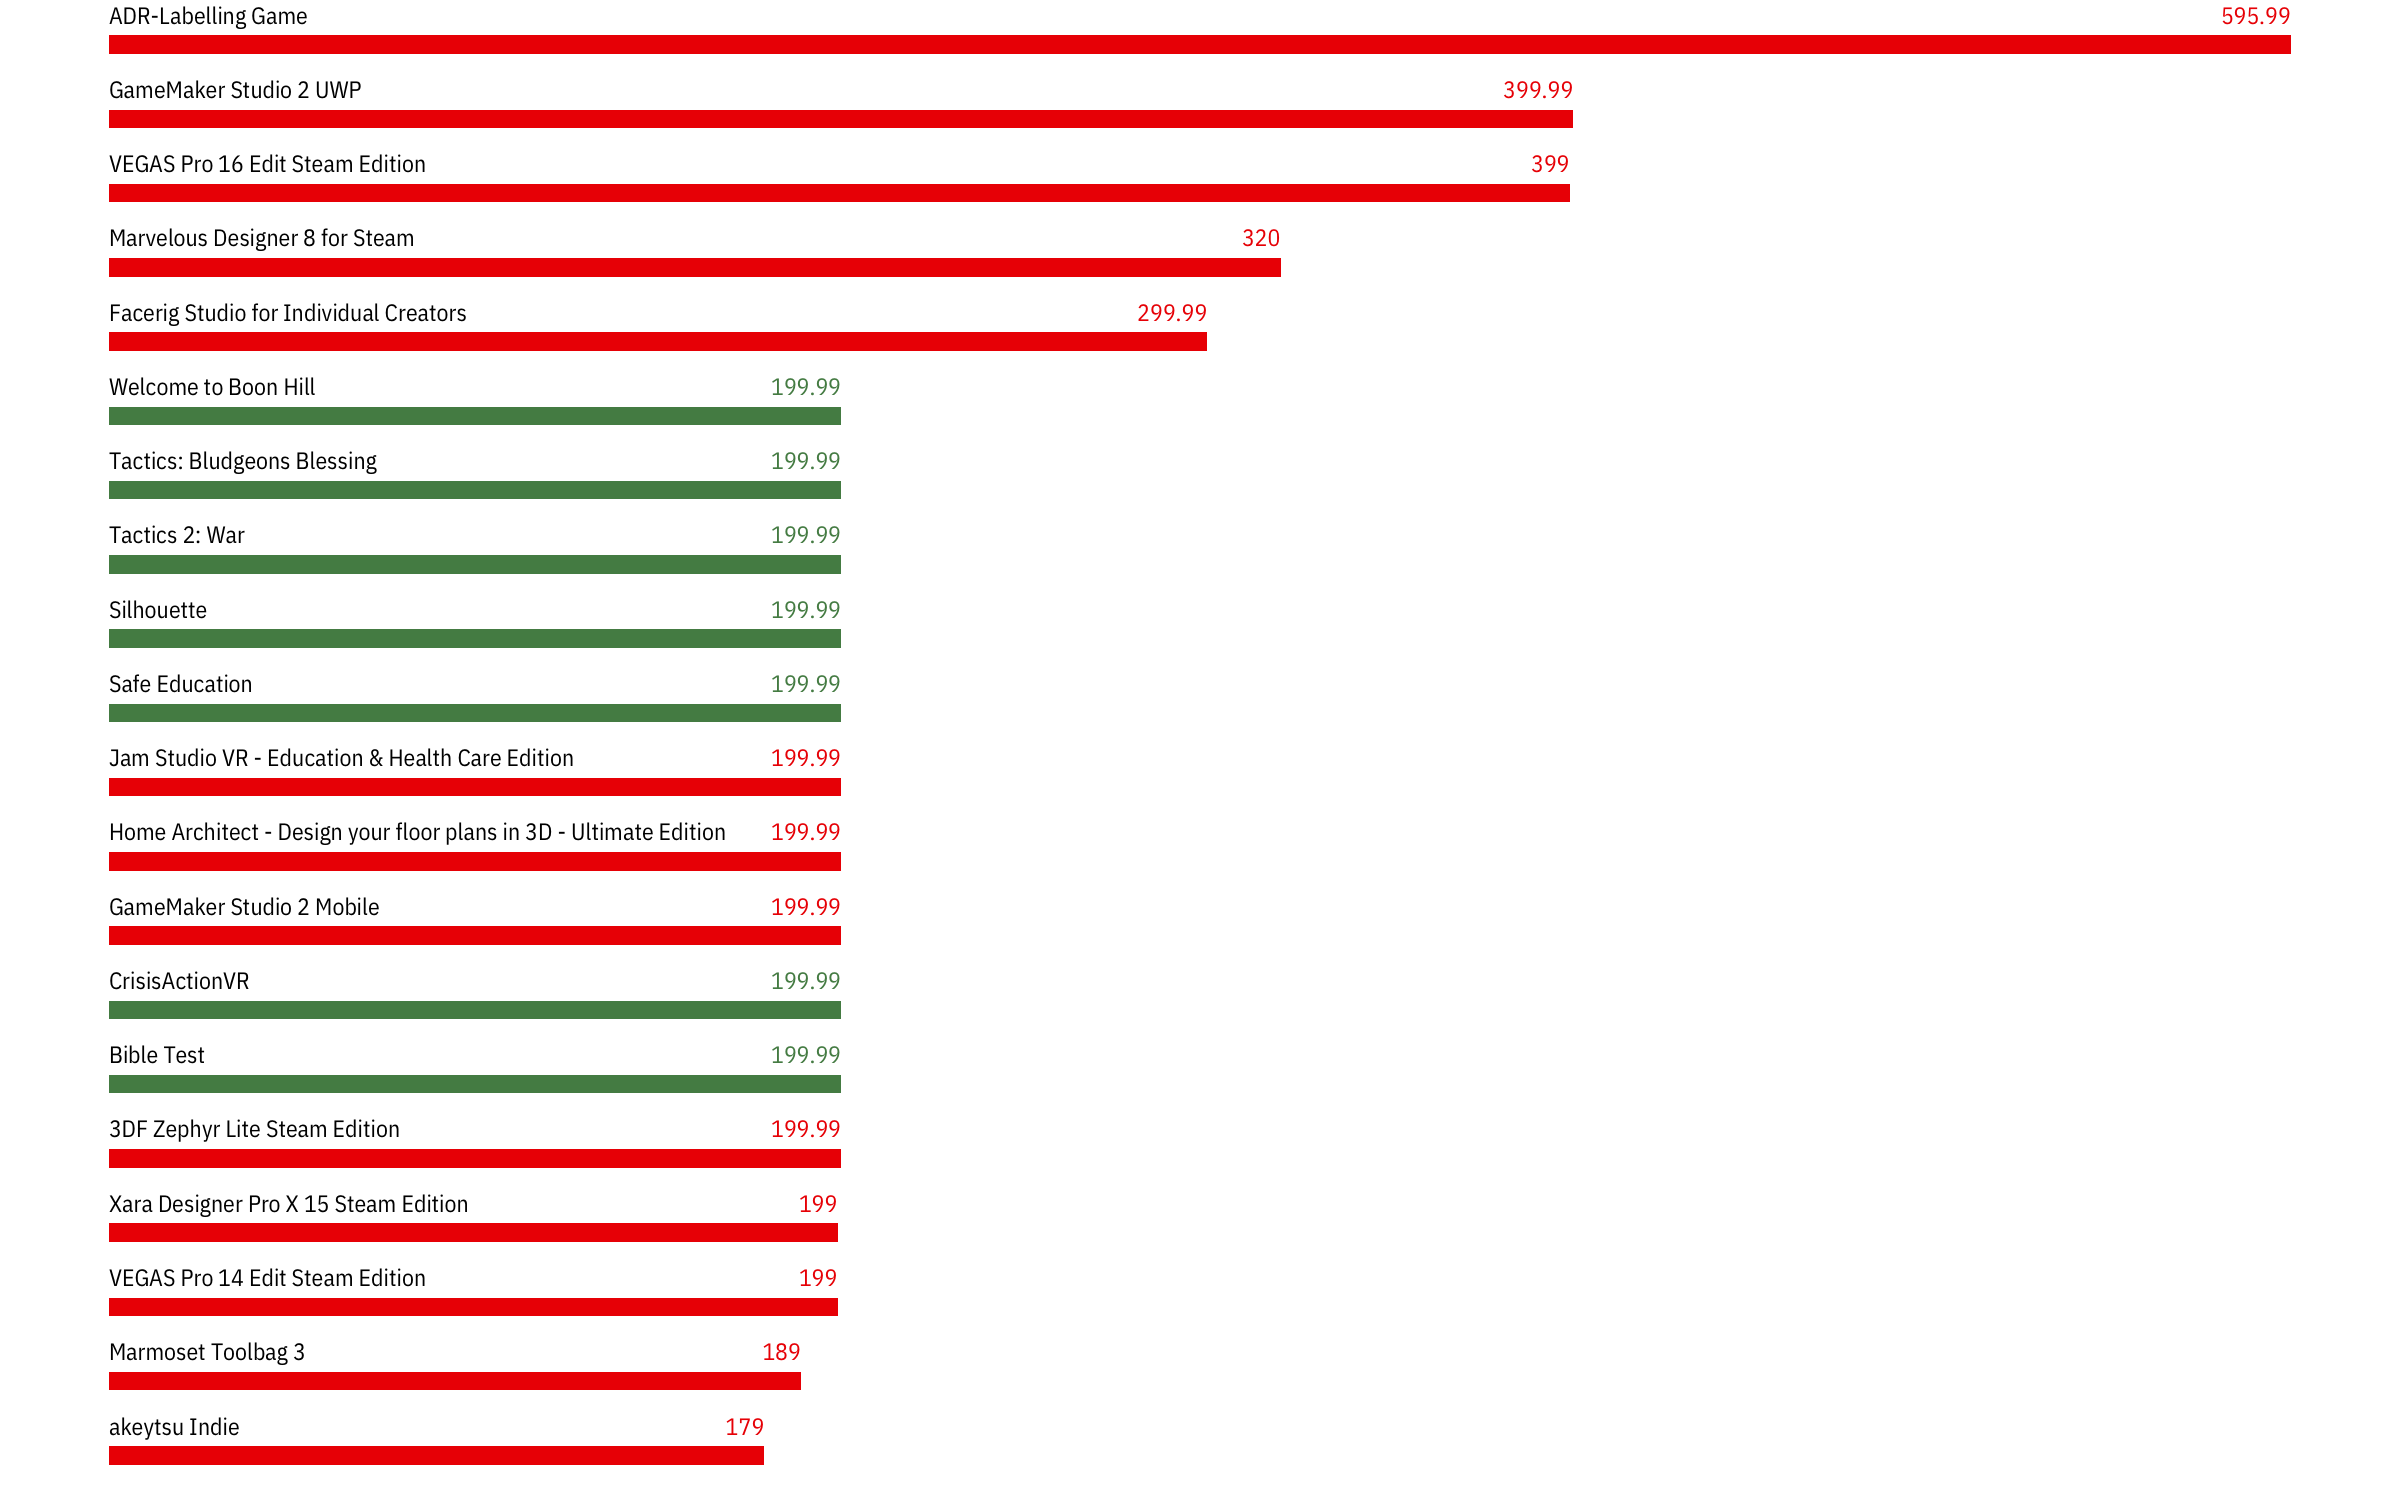 ADR-Labelling Game 595.99
GameMaker Studio 2 UWP 399.99
VEGAS Pro 16 Edit Steam Edition 399
Marvelous Designer 8 for Steam 320
Facerig Studio for Individual Creators 299.99
Welcome to Boon Hill 199.99
Tactics: Bludgeons Blessing 199.99
Tactics 2: War 199.99
Silhouette 199.99
Safe Education 199.99
Jam Studio VR - Education & Health Care Edition 199.99
Home Architect - Design your floor plans in 3D - Ultimate Edition 199.99
GameMaker Studio 2 Mobile 199.99
CrisisActionVR 199.99
Bible Test 199.99
3DF Zephyr Lite Steam Edition 199.99
Xara Designer Pro X 15 Steam Edition 199
VEGAS Pro 14 Edit Steam Edition 199
Marmoset Toolbag 3 189
akeytsu Indie 179